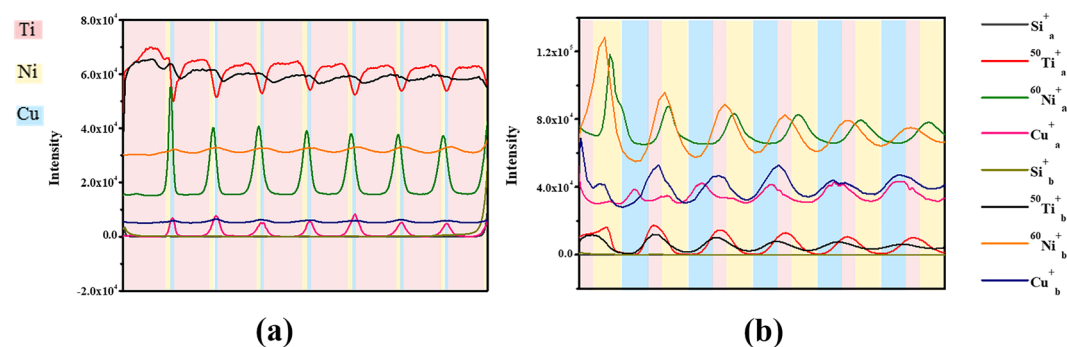 Ti
Ni
Cu
8.0x10⁴
6.0x10⁴
4.0x10⁴
2.0x10⁴
0.0
-2.0x10⁴
Intensity
(a)
1.2x10⁵
8.0x10⁴
4.0x10⁴
0.0
Intensity
(b)
Si⁺ₐ
⁵⁰Ti⁺ₐ
⁶⁰Ni⁺ₐ
Cu⁺ₐ
Si⁺b
⁵⁰Ti⁺b
⁶⁰Ni⁺b
Cu⁺b